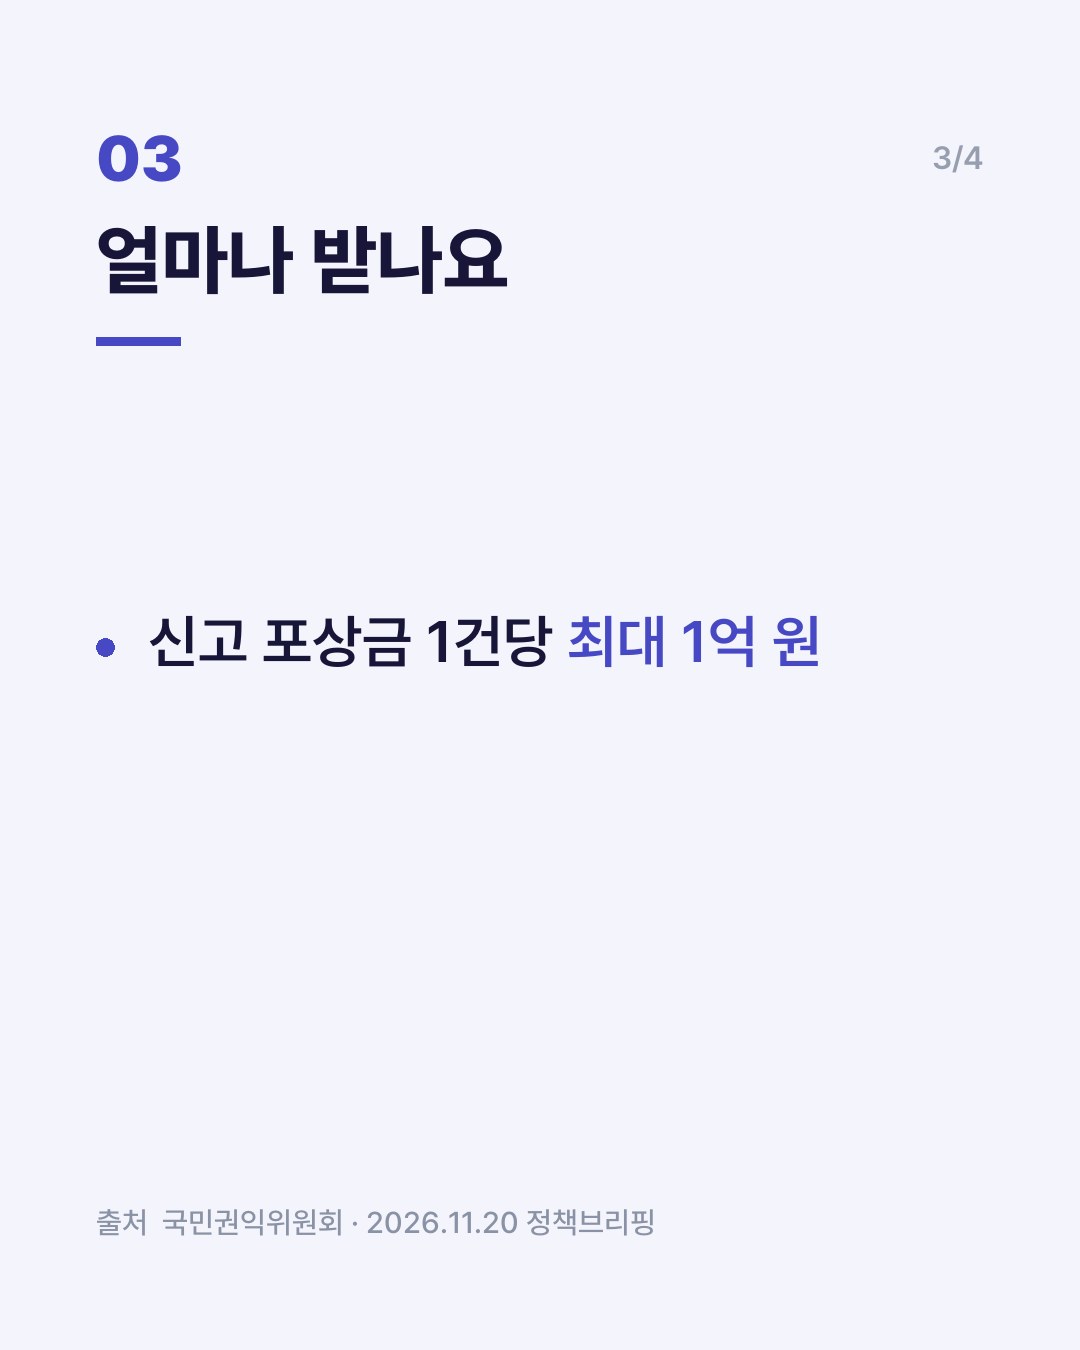 03
3/4
얼마나 받나요
신고 포상금 1건당 최대 1억 원
출처 국민권익위원회 · 2026.11.20 정책브리핑